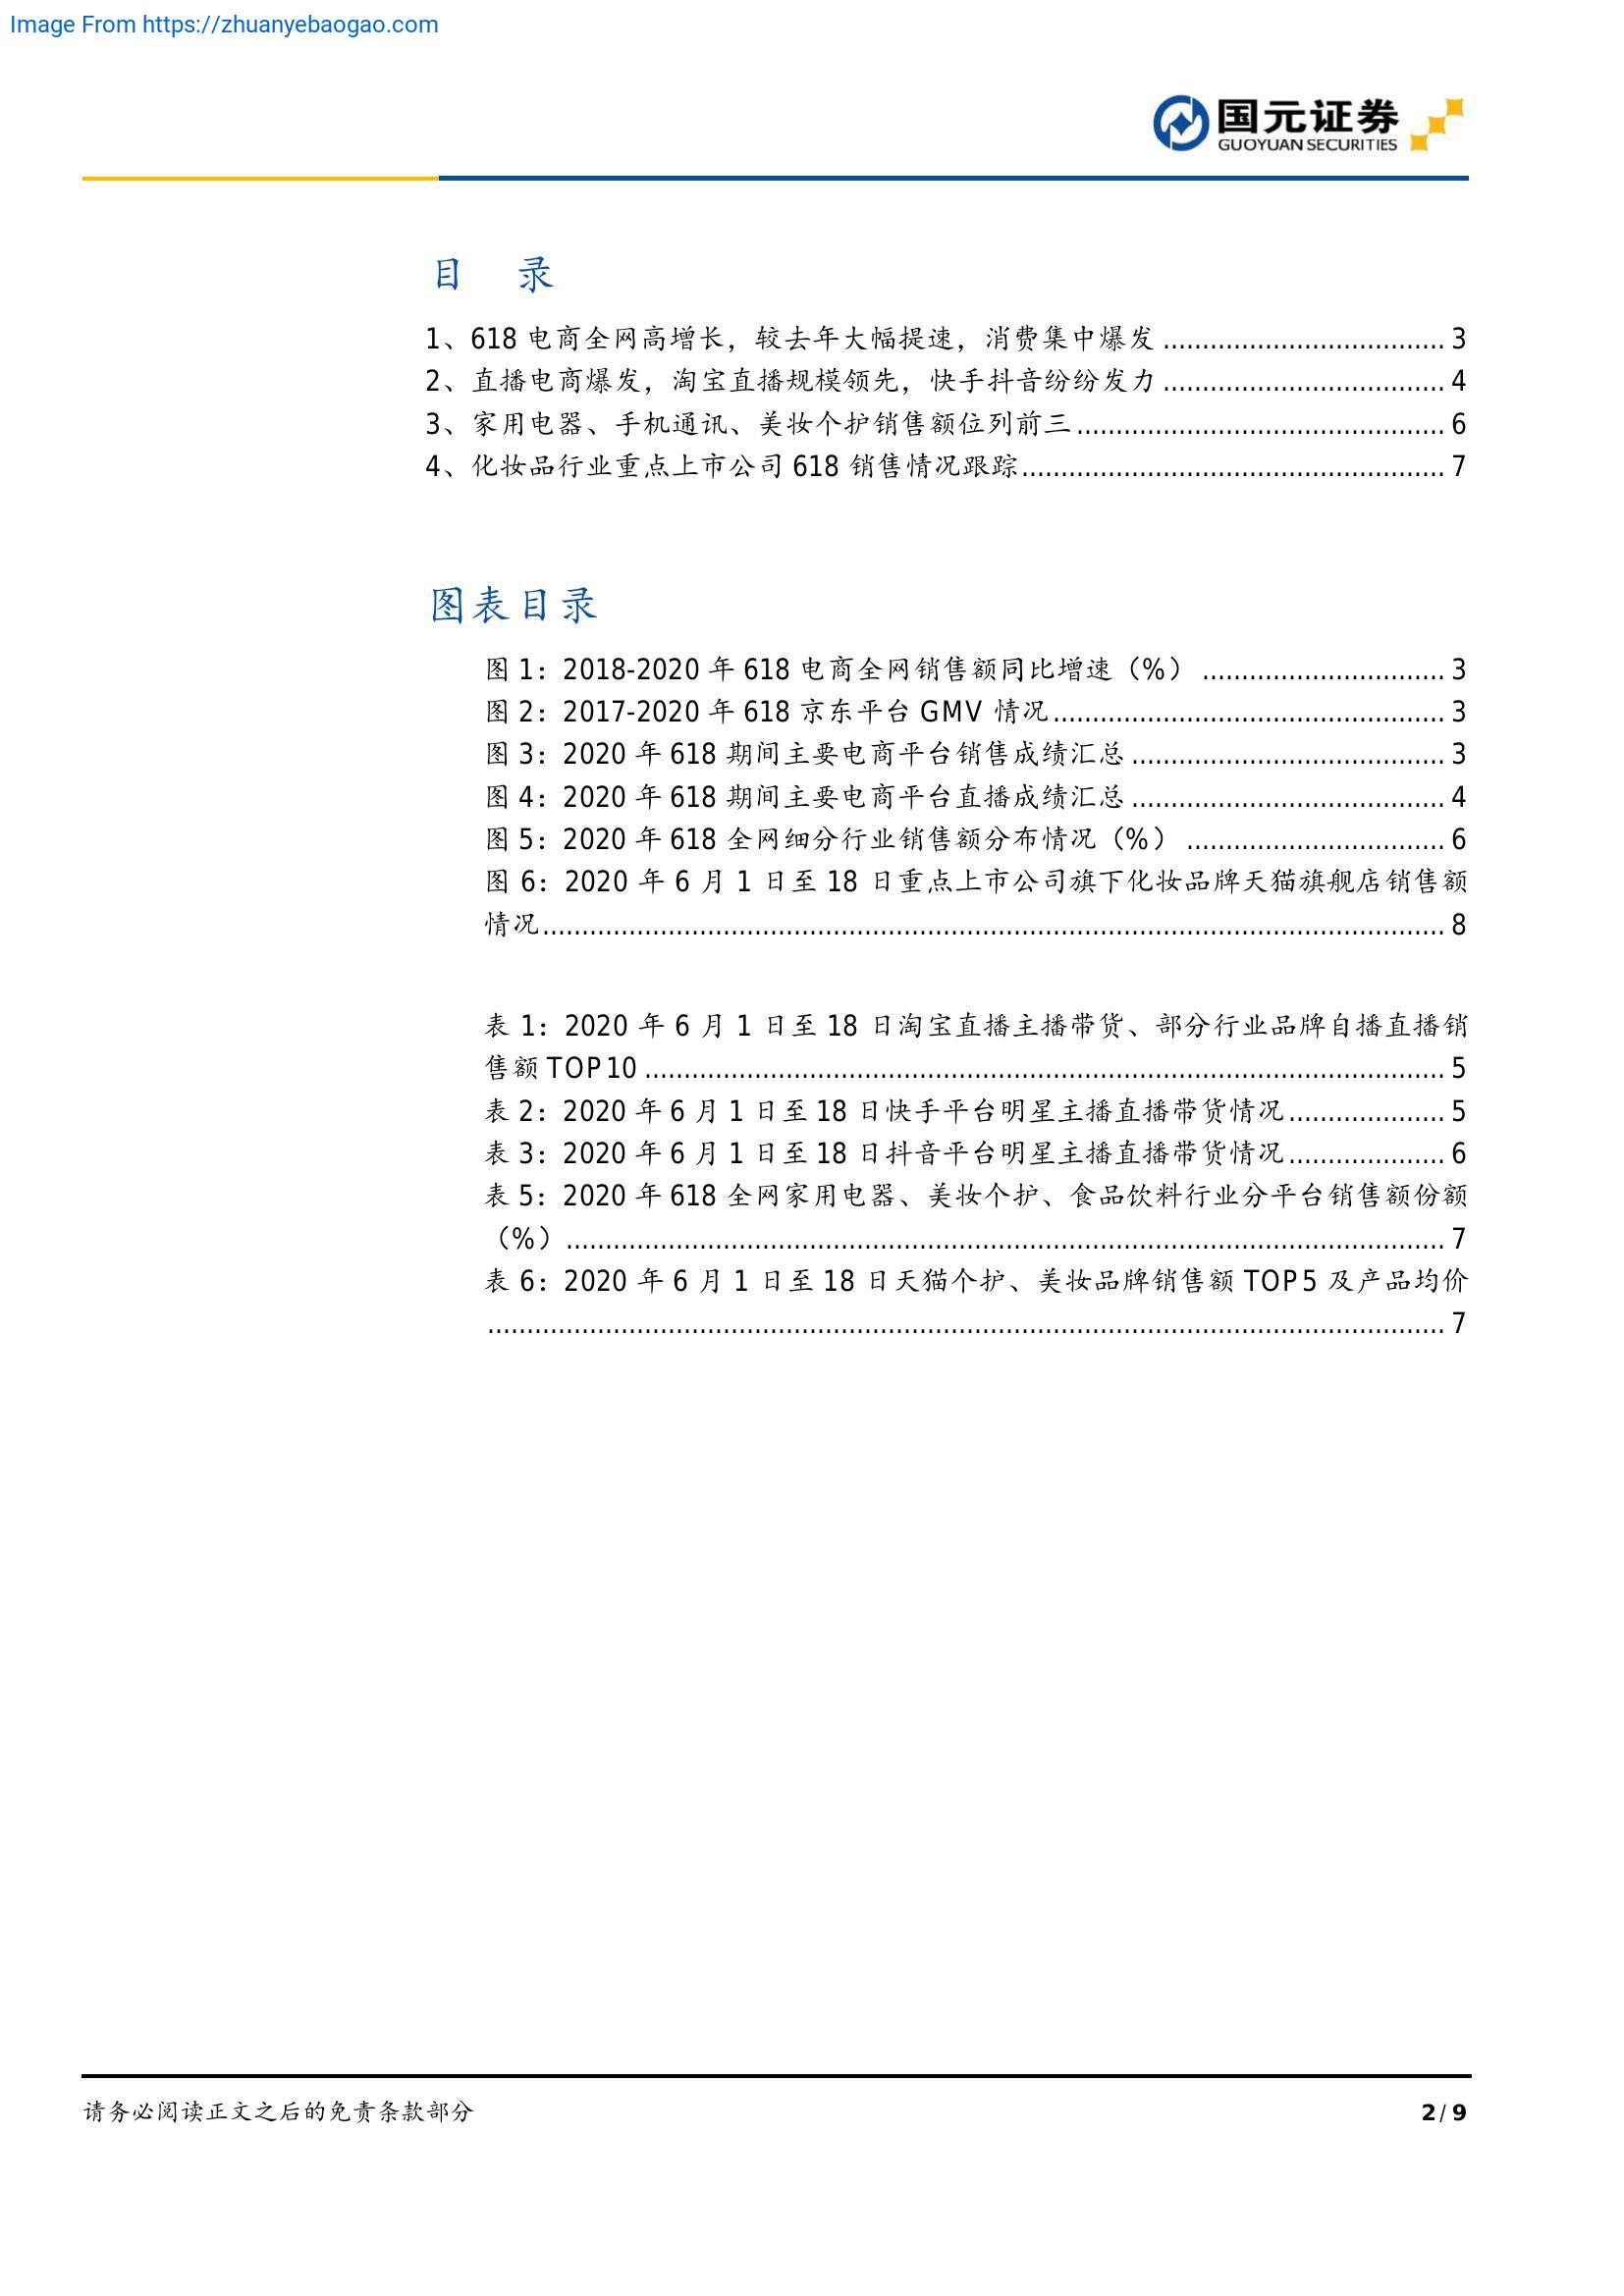 Image From https://zhuanyebaogao.com
国元证券
GUOYUAN SECURITIES
目 录
1、618 电商全网高增长，较去年大幅提速，消费集中爆发 .................................... 3
2、直播电商爆发，淘宝直播规模领先，快手抖音纷纷发力 .................................... 4
3、家用电器、手机通讯、美妆个护销售额位列前三............................................... 6
4、化妆品行业重点上市公司 618 销售情况跟踪...................................................... 7
图表目录
图 1：2018-2020 年 618 电商全网销售额同比增速（%） ............................... 3
图 2：2017-2020 年 618 京东平台 GMV 情况.................................................. 3
图 3：2020 年 618 期间主要电商平台销售成绩汇总 ........................................ 3
图 4：2020 年 618 期间主要电商平台直播成绩汇总 ........................................ 4
图 5：2020 年 618 全网细分行业销售额分布情况（%） ................................. 6
图 6：2020 年 6 月 1 日至 18 日重点上市公司旗下化妆品牌天猫旗舰店销售额
情况................................................................................................................... 8
表 1：2020 年 6 月 1 日至 18 日淘宝直播主播带货、部分行业品牌自播直播销
售额 TOP10 ...................................................................................................... 5
表 2：2020 年 6 月 1 日至 18 日快手平台明星主播直播带货情况.................... 5
表 3：2020 年 6 月 1 日至 18 日抖音平台明星主播直播带货情况.................... 6
表 5：2020 年 618 全网家用电器、美妆个护、食品饮料行业分平台销售额份额
（%）................................................................................................................ 7
表 6：2020 年 6 月 1 日至 18 日天猫个护、美妆品牌销售额 TOP5 及产品均价
.......................................................................................................................... 7
请务必阅读正文之后的免责条款部分
2 / 9